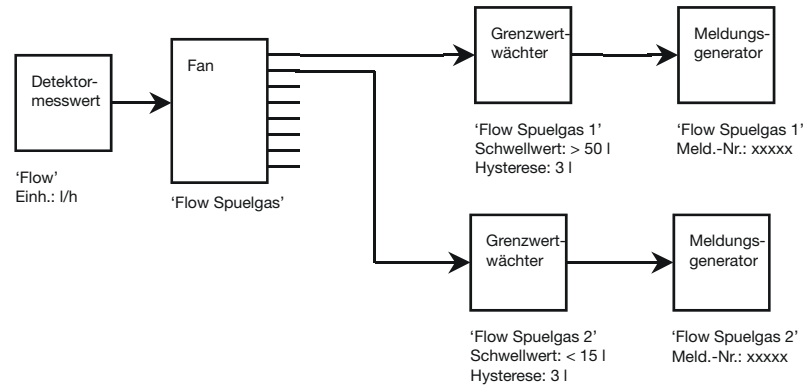 Detektor-
messwert
'Flow'
Einh.: l/h
Fan
'Flow Spuelgas'
Grenzwert-
wächter
'Flow Spuelgas 1'
Schwellwert: > 50 l
Hysterese: 3 l
Meldungs-
generator
'Flow Spuelgas 1'
Meld.-Nr.: xxxxx
Grenzwert-
wächter
'Flow Spuelgas 2'
Schwellwert: < 15 l
Hysterese: 3 l
Meldungs-
generator
'Flow Spuelgas 2'
Meld.-Nr.: xxxxx